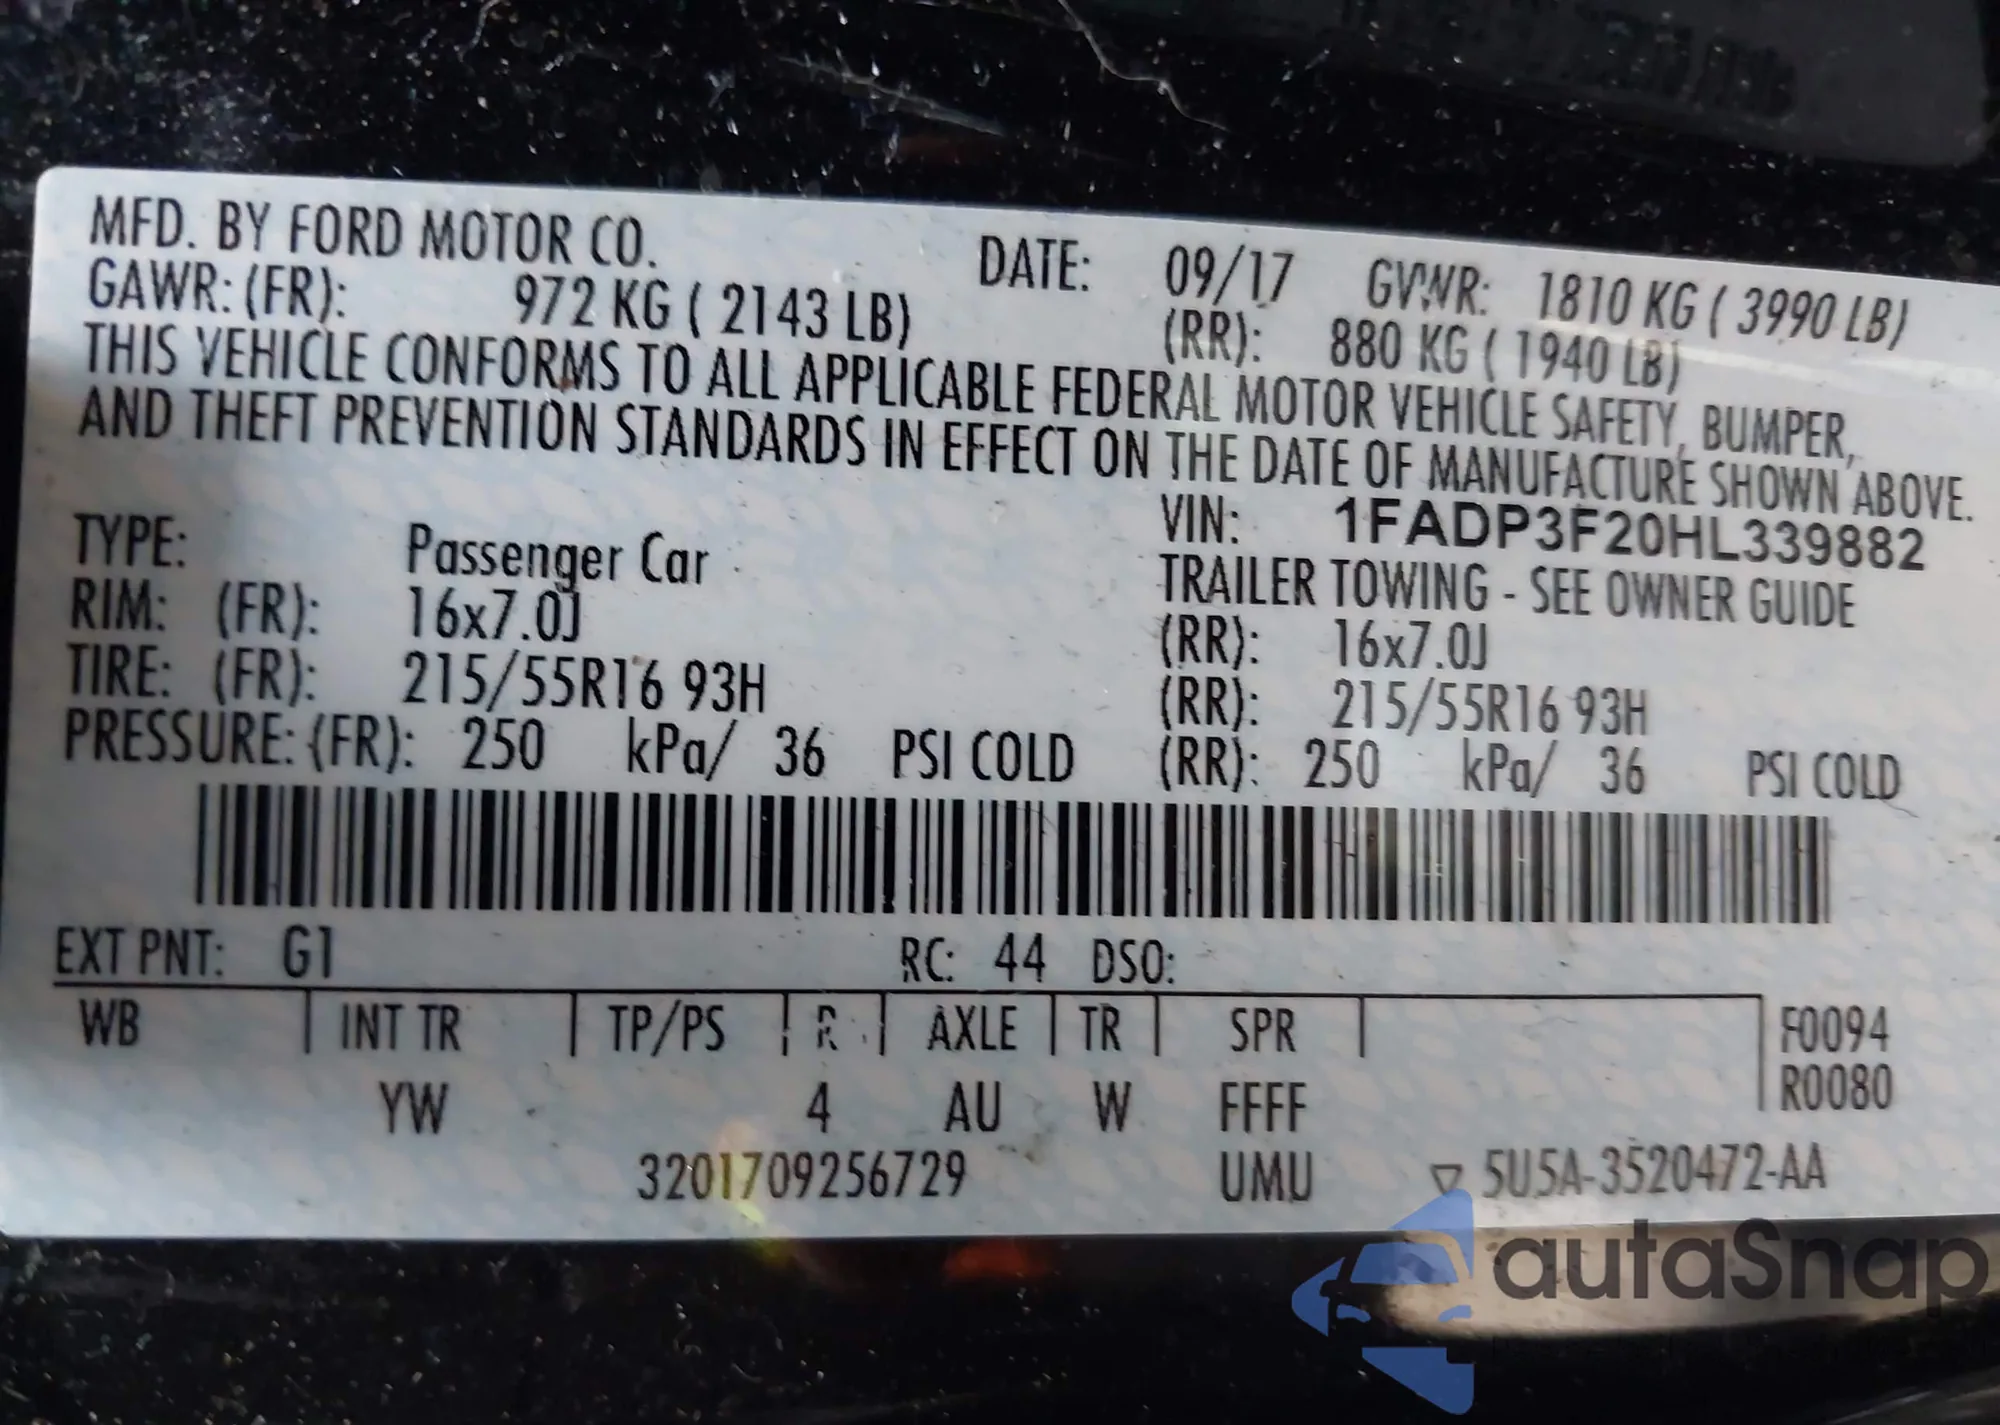 MFD. BY FORD MOTOR CO. DATE: 09/17 GVWR: 1810 KG ( 3990 LB)
GAWR: (FR): 972 KG ( 2143 LB) (RR): 880 KG ( 1940 LB)
THIS VEHICLE CONFORMS TO ALL APPLICABLE FEDERAL MOTOR VEHICLE SAFETY, BUMPER,
AND THEFT PREVENTION STANDARDS IN EFFECT ON THE DATE OF MANUFACTURE SHOWN ABOVE.
VIN: 1FADP3F20HL339882
TYPE: Passenger Car TRAILER TOWING - SEE OWNER GUIDE
RIM: (FR): 16x7.0J (RR): 16x7.0J
TIRE: (FR): 215/55R16 93H (RR): 215/55R16 93H
PRESSURE: (FR): 250 kPa/ 36 PSI COLD (RR): 250 kPa/ 36 PSI COLD
EXT PNT: G1 RC: 44 DSO:
WB INT TR TP/PS R AXLE TR SPR F0094
R0080
YW 4 AU W FFFF
3201709256729 UMU ▽ 5U5A-3520472-AA
autaSnap